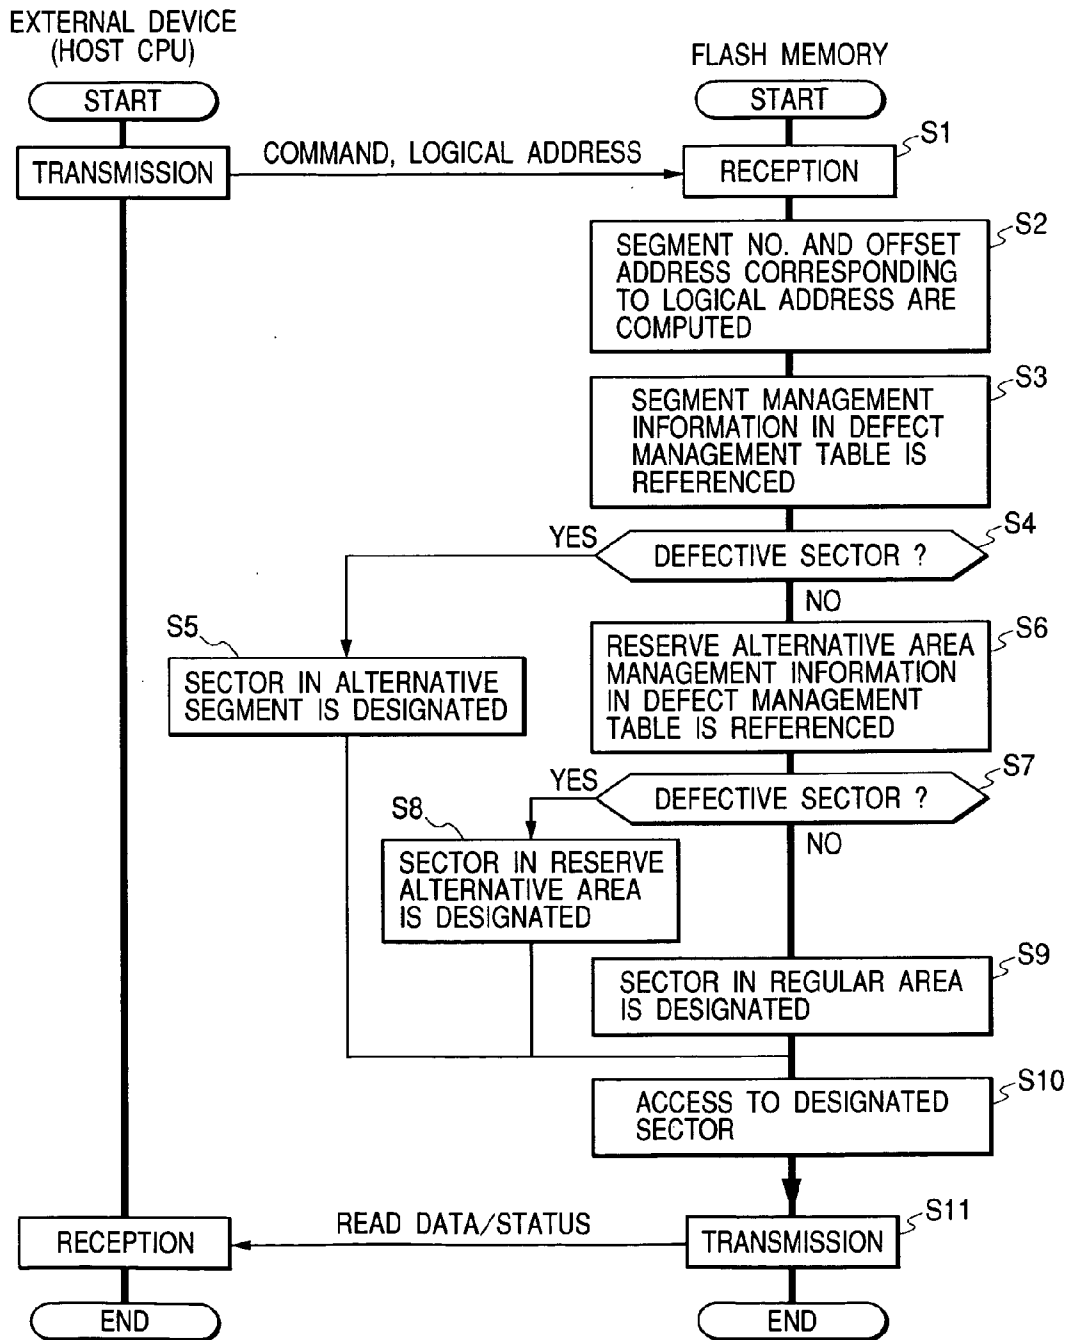 EXTERNAL DEVICE
(HOST CPU)
FLASH MEMORY
START
START
TRANSMISSION
COMMAND, LOGICAL ADDRESS
RECEPTION
S1
SEGMENT NO. AND OFFSET
ADDRESS CORRESPONDING
TO LOGICAL ADDRESS ARE
COMPUTED
S2
SEGMENT MANAGEMENT
INFORMATION IN DEFECT
MANAGEMENT TABLE IS
REFERENCED
S3
YES
DEFECTIVE SECTOR ?
S4
NO
S5
SECTOR IN ALTERNATIVE
SEGMENT IS DESIGNATED
RESERVE ALTERNATIVE AREA
MANAGEMENT INFORMATION
IN DEFECT MANAGEMENT
TABLE IS REFERENCED
S6
YES
DEFECTIVE SECTOR ?
S7
NO
S8
SECTOR IN RESERVE
ALTERNATIVE AREA
IS DESIGNATED
SECTOR IN REGULAR AREA
IS DESIGNATED
S9
ACCESS TO DESIGNATED
SECTOR
S10
RECEPTION
READ DATA/STATUS
TRANSMISSION
S11
END
END